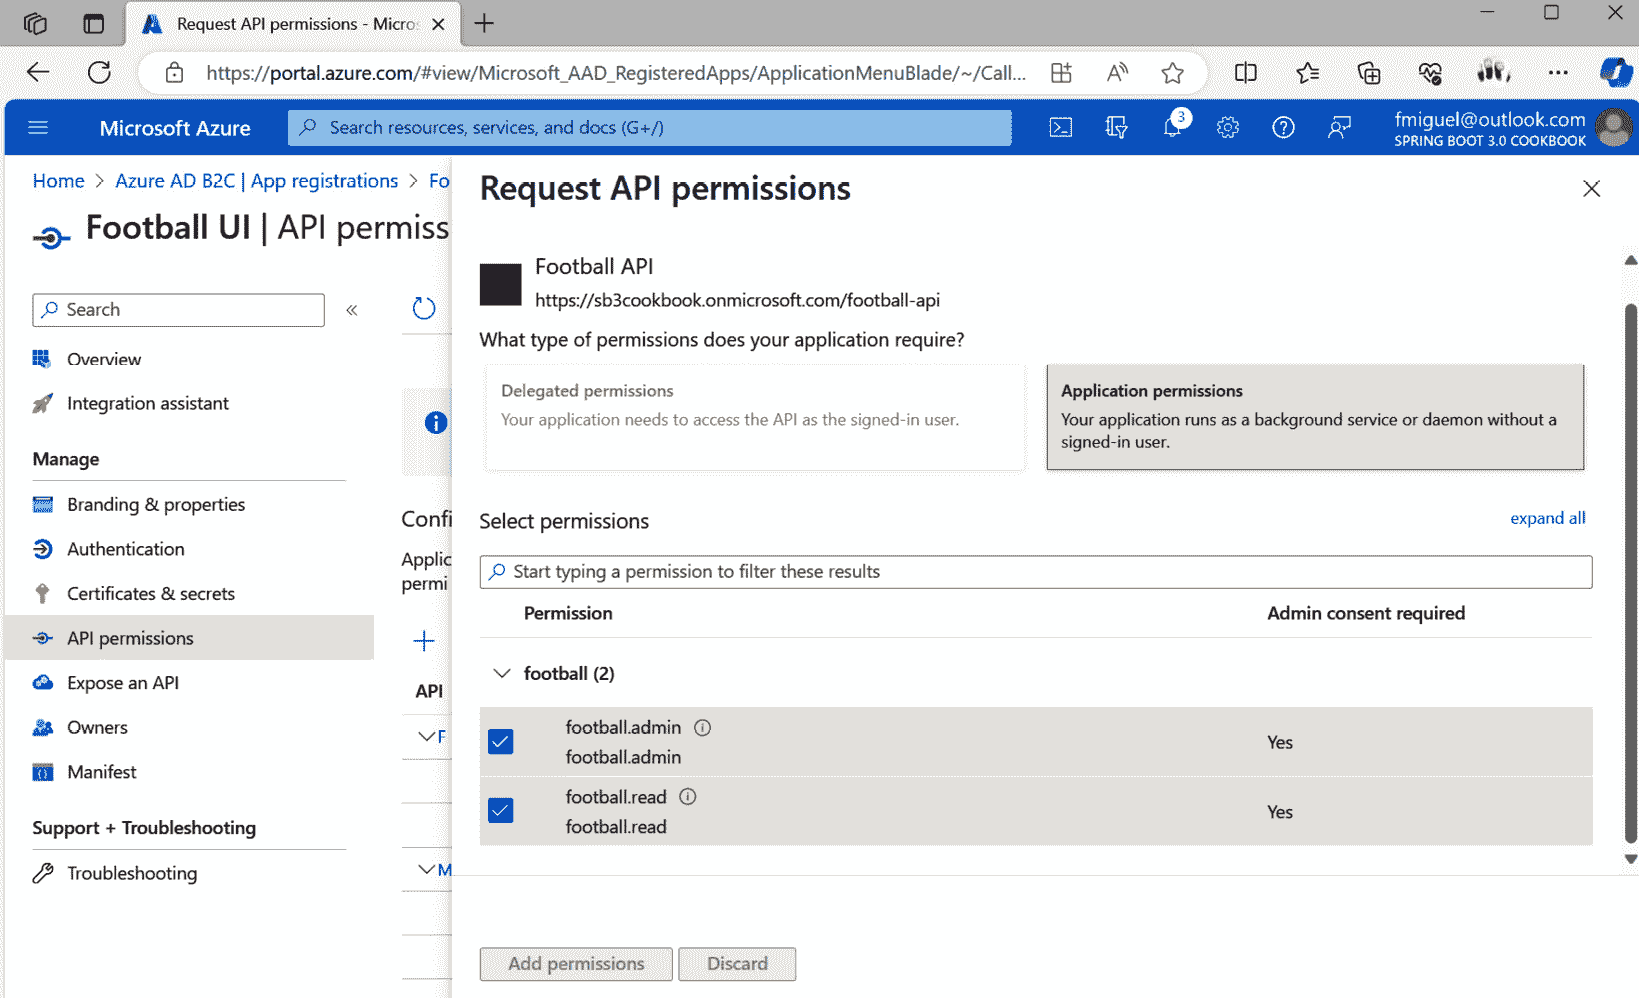 Request API permissions - Micro
https://portal.azure.com/#view/Microsoft_AAD_RegisteredApps/ApplicationMenuBlade/~/Call...
Microsoft Azure
Search resources, services, and docs (G+/)
3
fmiguel@outlook.com
SPRING BOOT 3.0 COOKBOOK
Home > Azure AD B2C | App registrations > Fo
Football UI | API permiss
Search
«
Overview
Integration assistant
Manage
Branding & properties
Authentication
Certificates & secrets
API permissions
Expose an API
Owners
Manifest
Support + Troubleshooting
Troubleshooting
Confi
Applic
permi
API
F
M
Request API permissions
Football API
https://sb3cookbook.onmicrosoft.com/football-api
What type of permissions does your application require?
Delegated permissions
Your application needs to access the API as the signed-in user.
Application permissions
Your application runs as a background service or daemon without a
signed-in user.
Select permissions
expand all
Start typing a permission to filter these results
Permission Admin consent required
football (2)
football.admin
football.admin
Yes
football.read
football.read
Yes
Add permissions
Discard